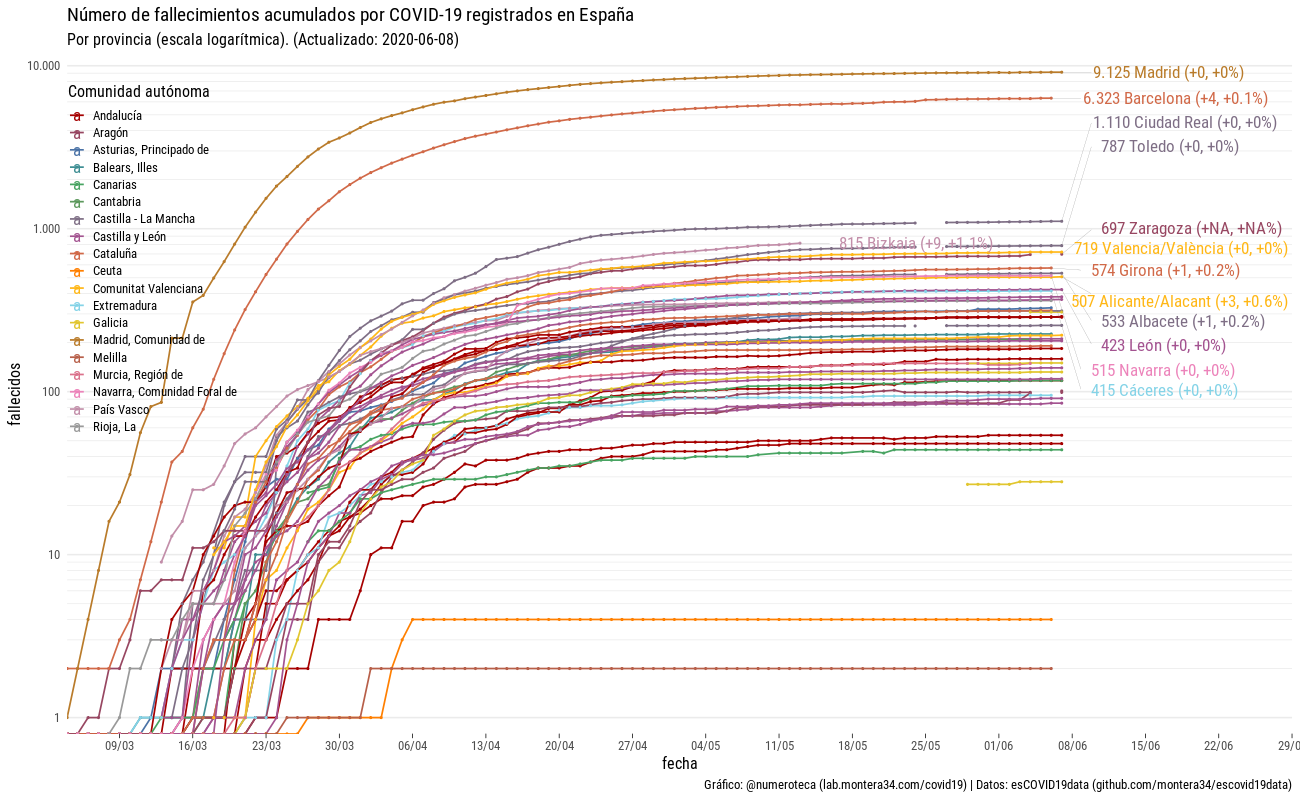 Número de fallecimientos acumulados por COVID-19 registrados en España
Por provincia (escala logarítmica). (Actualizado: 2020-06-08)
fallecidos
10.000
1.000
100
10
1
Comunidad autónoma
Andalucía
Aragón
Asturias, Principado de
Balears, Illes
Canarias
Cantabria
Castilla - La Mancha
Castilla y León
Cataluña
Ceuta
Comunitat Valenciana
Extremadura
Galicia
Madrid, Comunidad de
Melilla
Murcia, Región de
Navarra, Comunidad Foral de
País Vasco
Rioja, La
9.125 Madrid (+0, +0%)
6.323 Barcelona (+4, +0.1%)
1.110 Ciudad Real (+0, +0%)
787 Toledo (+0, +0%)
697 Zaragoza (+NA, +NA%)
815 Bizkaia (+9, +1.1%)
719 Valencia/València (+0, +0%)
574 Girona (+1, +0.2%)
507 Alicante/Alacant (+3, +0.6%)
533 Albacete (+1, +0.2%)
423 León (+0, +0%)
515 Navarra (+0, +0%)
415 Cáceres (+0, +0%)
09/03
16/03
23/03
30/03
06/04
13/04
20/04
27/04
04/05
11/05
18/05
25/05
01/06
08/06
15/06
22/06
29/0
fecha
Gráfico: @numeroteca (lab.montera34.com/covid19) | Datos: esCOVID19data (github.com/montera34/escovid19data)